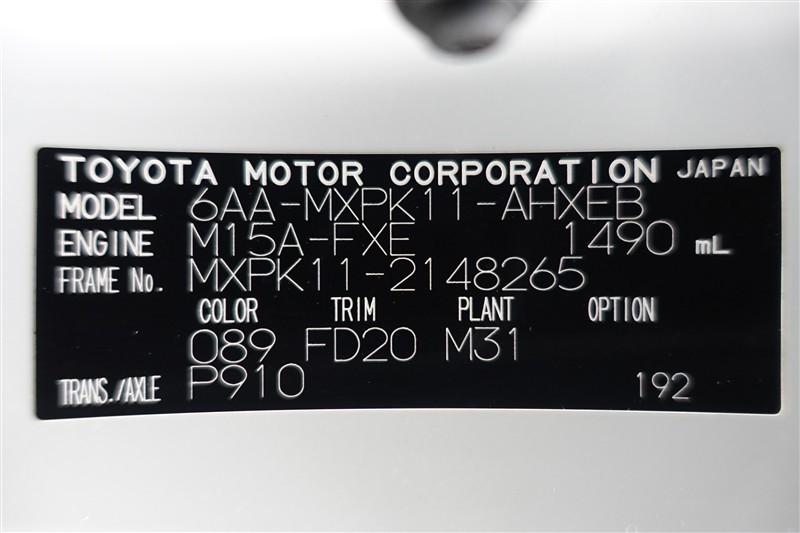 TOYOTA MOTOR CORPORATION JAPAN
MODEL 6AA-MXPK11-AHXEB
ENGINE M15A-FXE 1490 mL
FRAME No. MXPK11-2148265
COLOR TRIM PLANT OPTION
089 FD20 M31
TRANS./AXLE P910 192